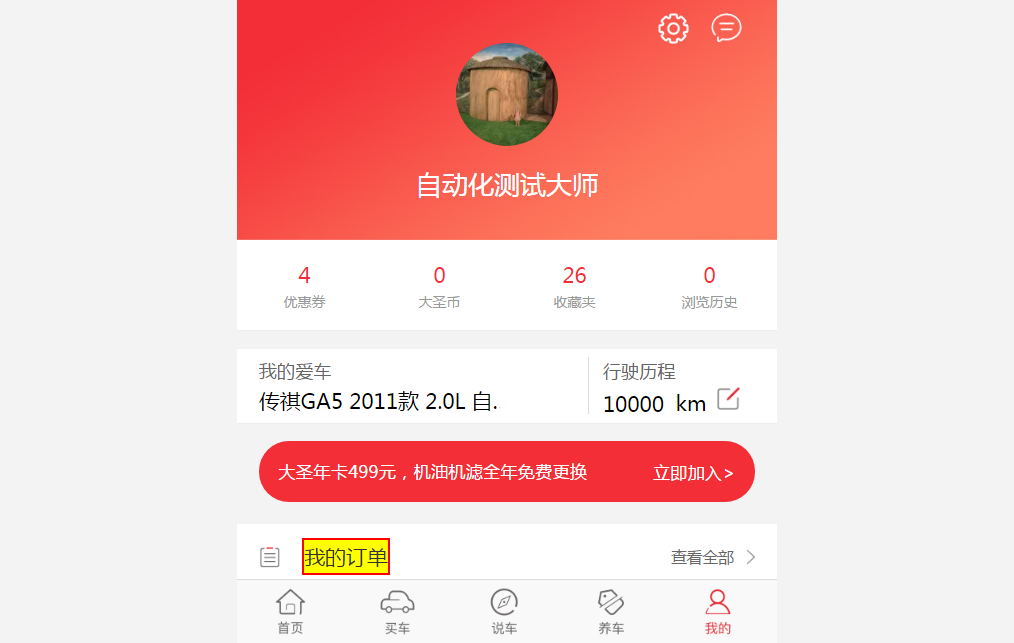 自动化测试大师
4 0 26 0
优惠券 大圣币 收藏夹 浏览历史
我的爱车 行驶历程
传祺GA5 2011款 2.0L 自. 10000 km
大圣年卡499元，机油机滤全年免费更换 立即加入>
我的订单 查看全部
首页 买车 说车 养车 我的